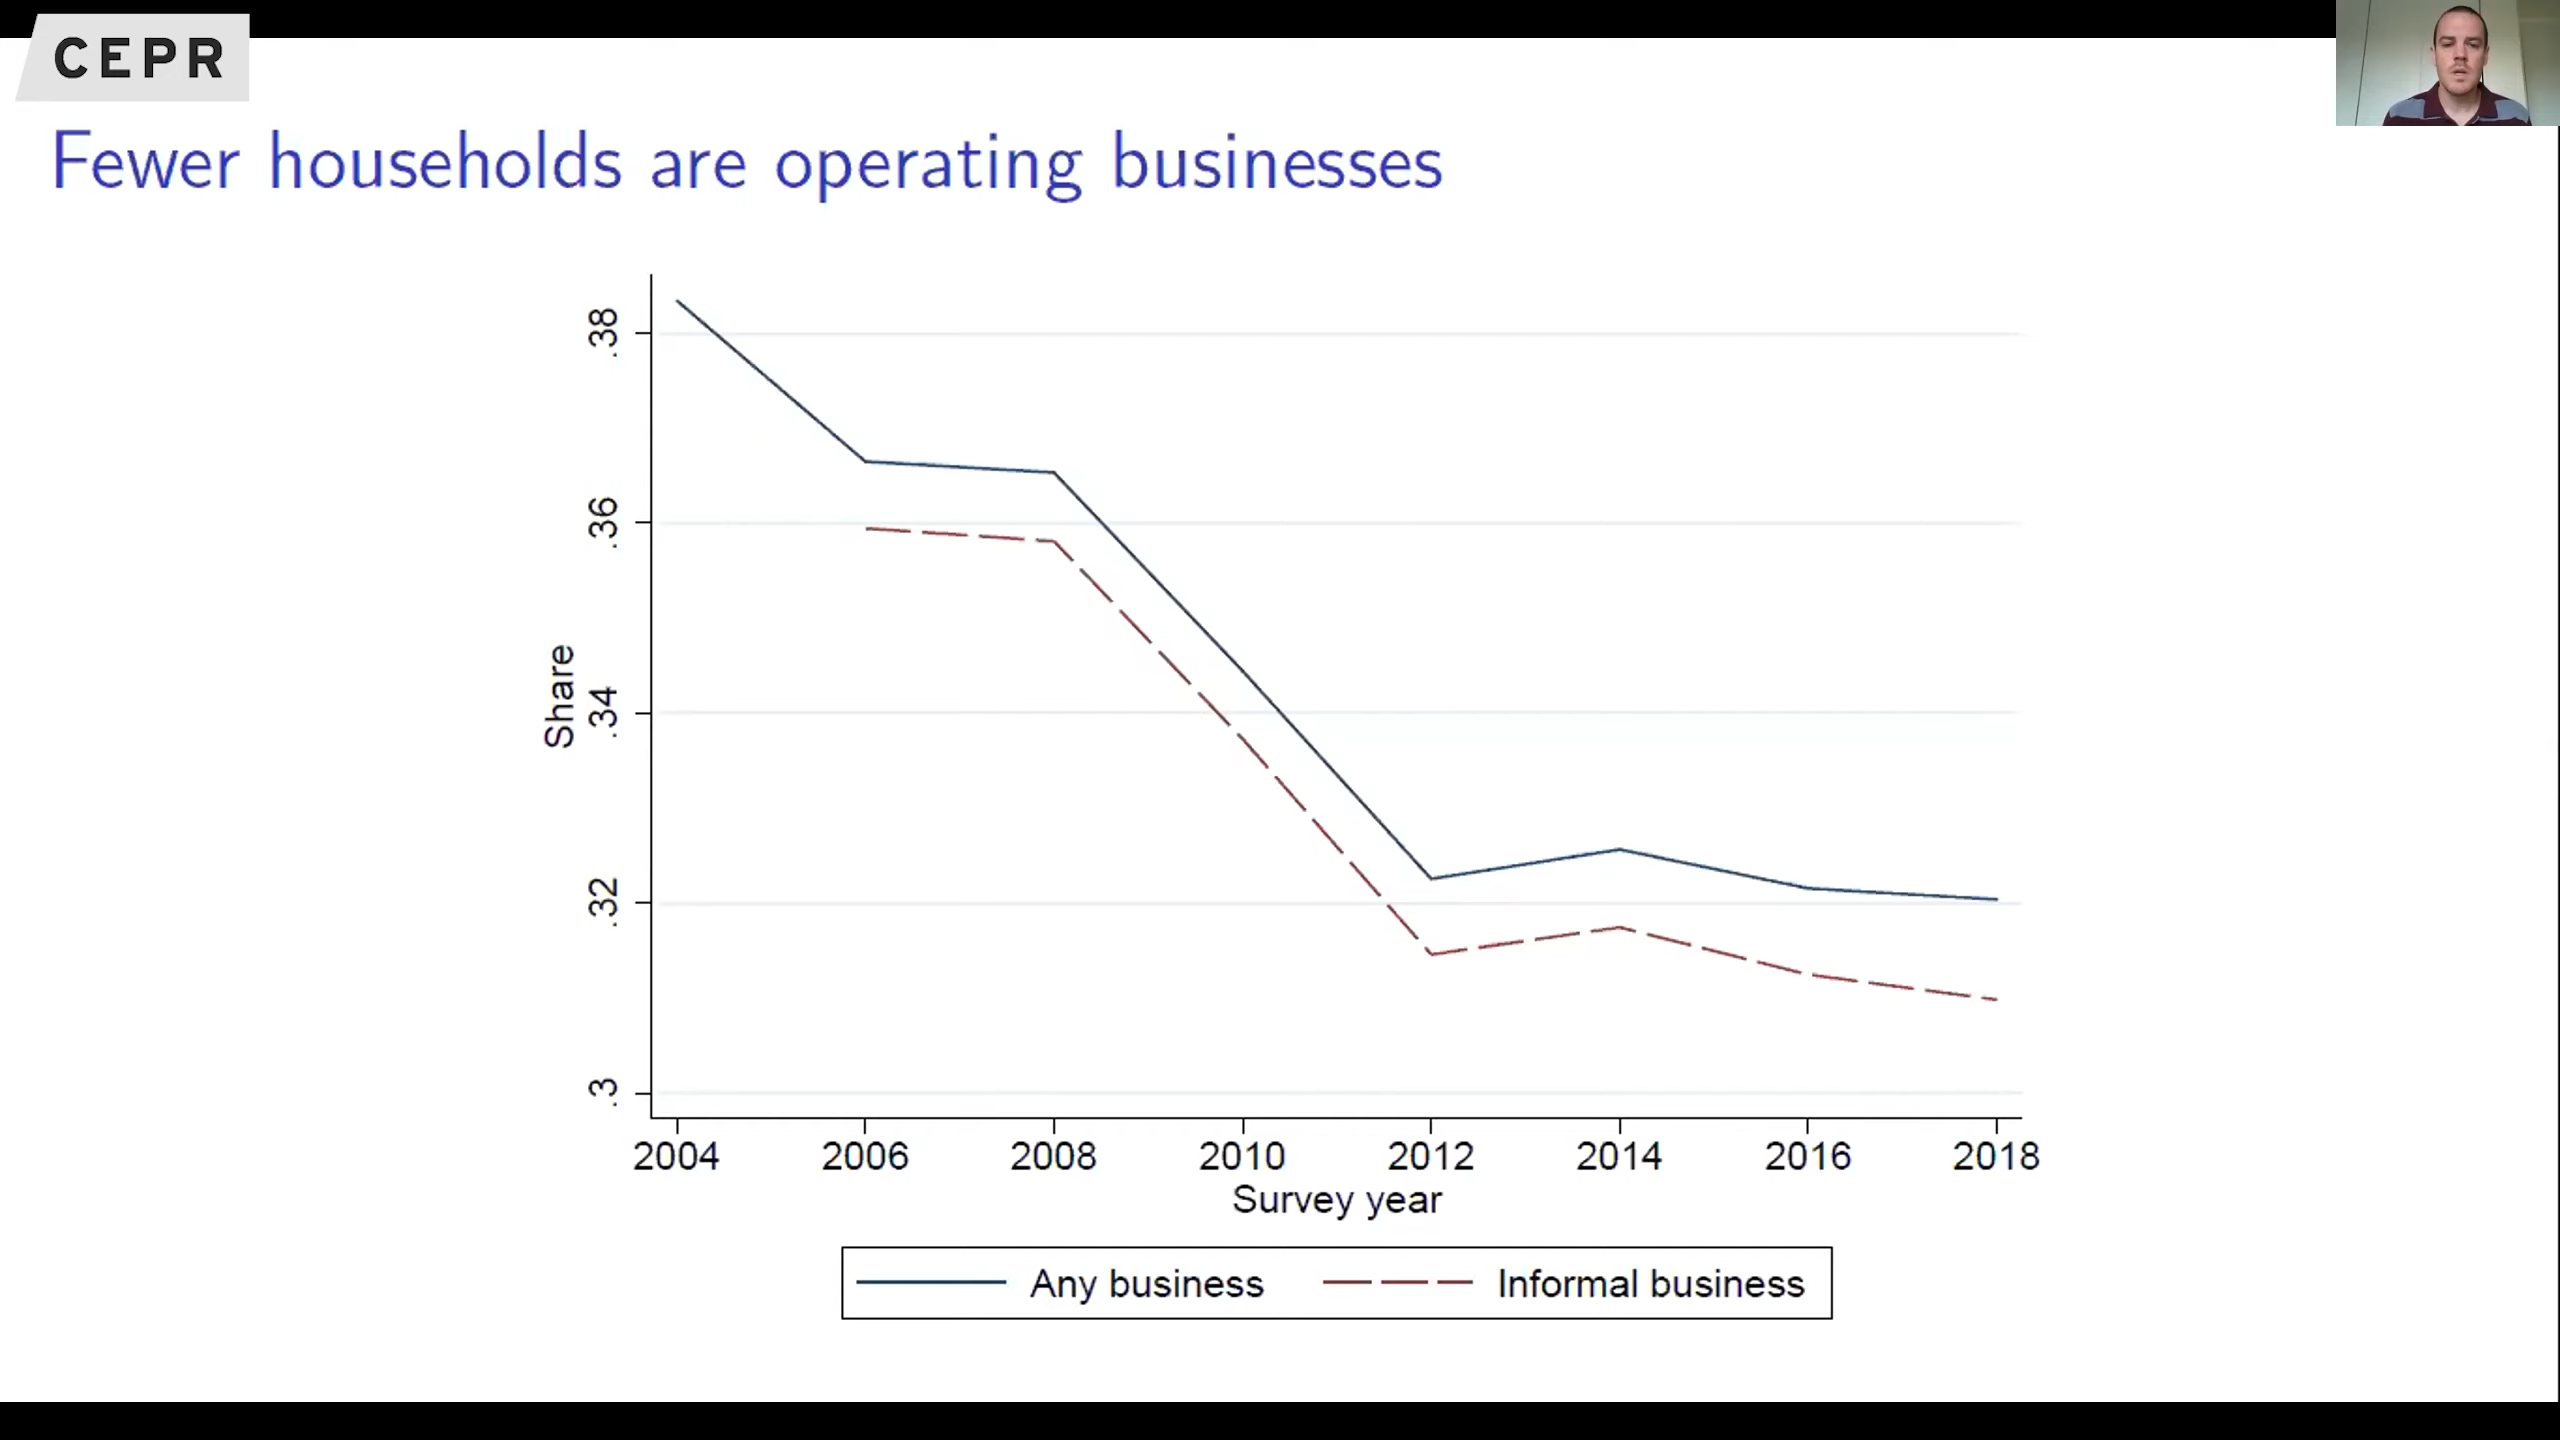 CEPR
Fewer households are operating businesses
Share
.38
.36
.34
.32
.3
2004 2006 2008 2010 2012 2014 2016 2018
Survey year
Any business Informal business